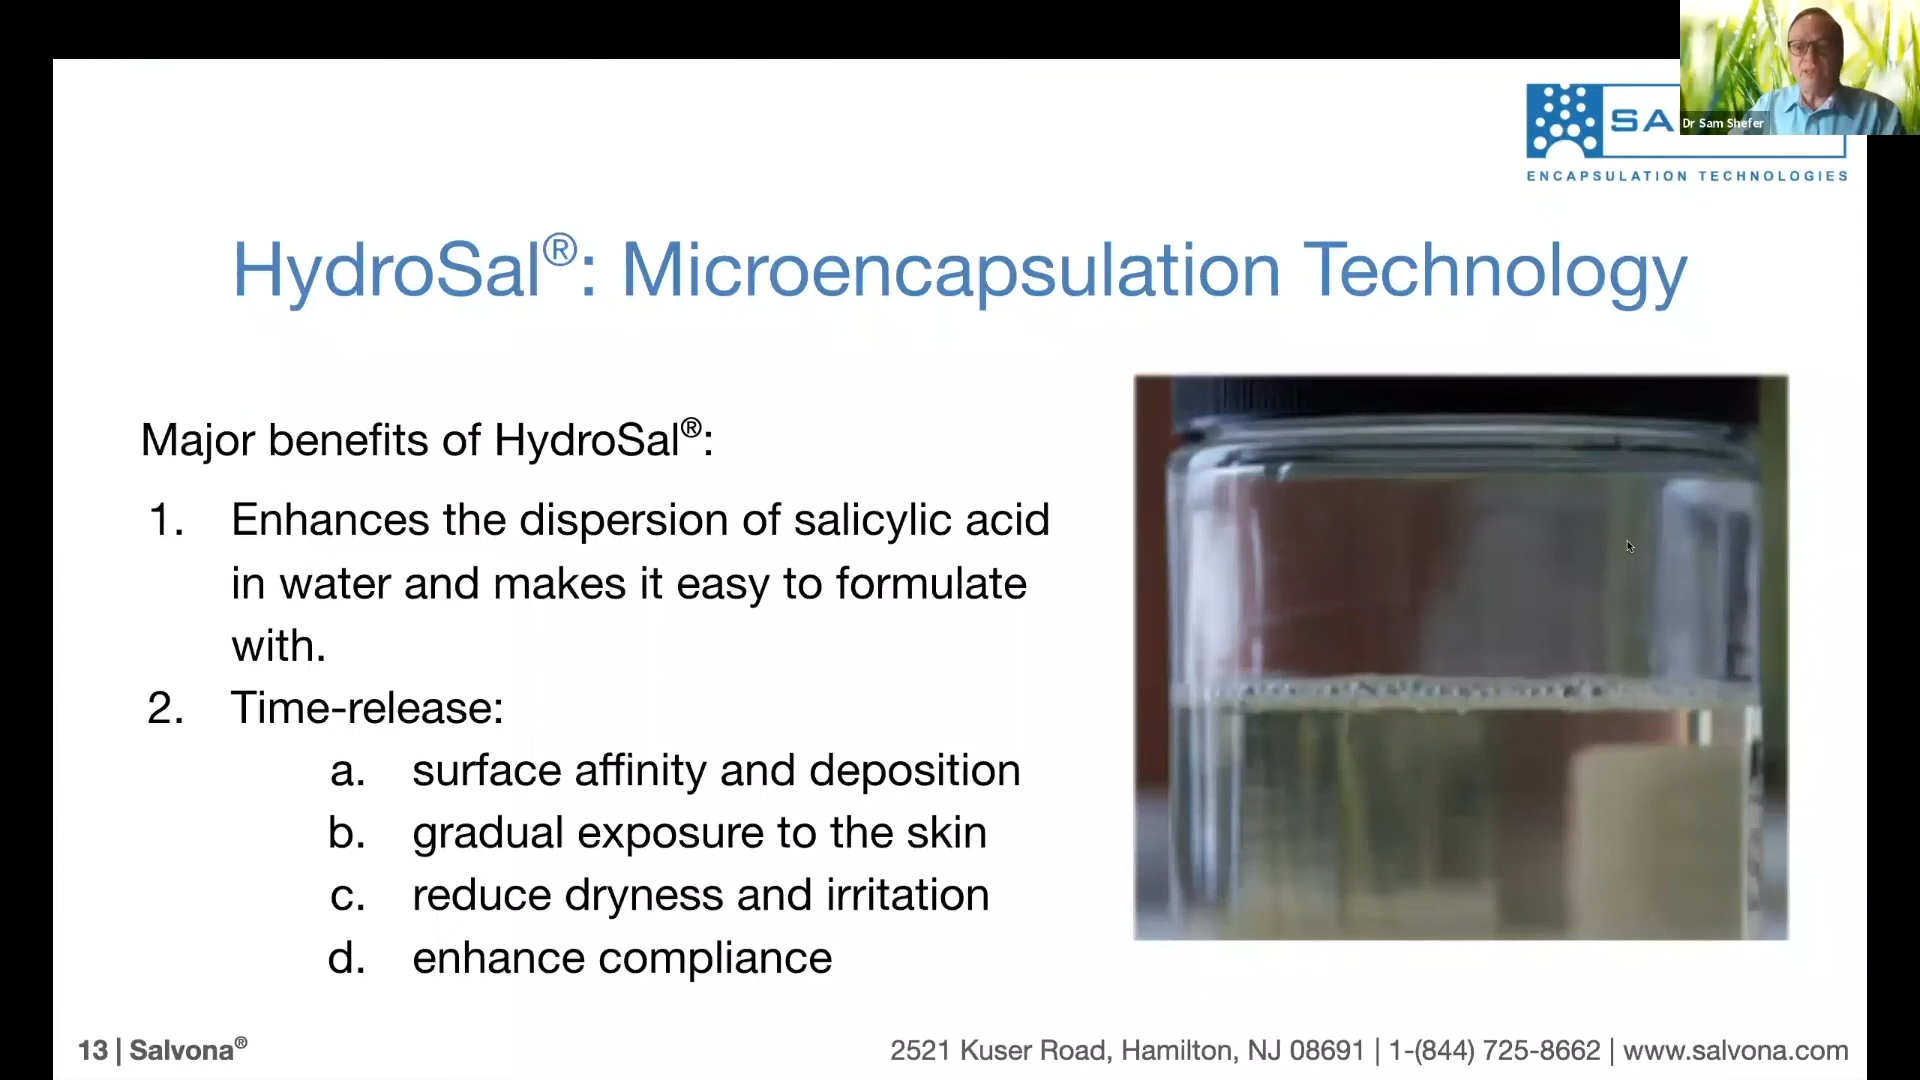 Dr Sam Shefer
SA
ENCAPSULATION TECHNOLOGIES
HydroSal®: Microencapsulation Technology
Major benefits of HydroSal®:
1. Enhances the dispersion of salicylic acid
in water and makes it easy to formulate
with.
2. Time-release:
a. surface affinity and deposition
b. gradual exposure to the skin
c. reduce dryness and irritation
d. enhance compliance
13 | Salvona®
2521 Kuser Road, Hamilton, NJ 08691 | 1-(844) 725-8662 | www.salvona.com